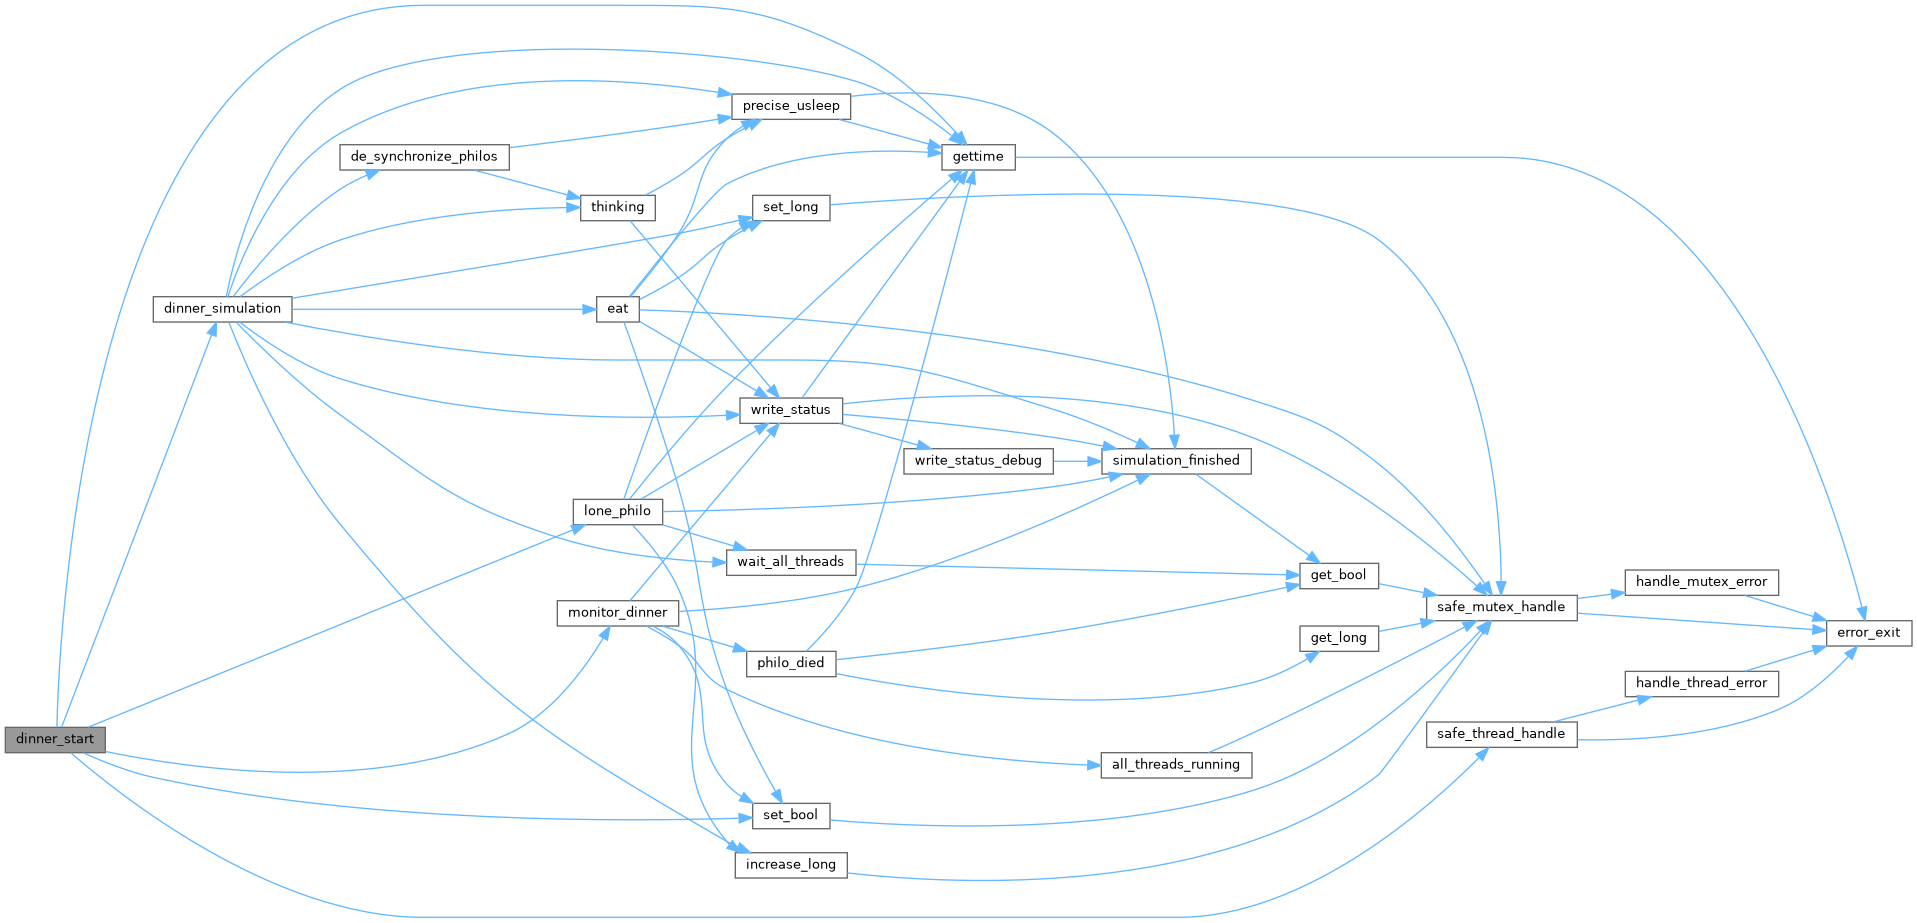 precise_usleep
de_synchronize_philos
gettime
thinking
set_long
dinner_simulation
eat
write_status
write_status_debug
simulation_finished
lone_philo
wait_all_threads
get_bool
handle_mutex_error
monitor_dinner
safe_mutex_handle
error_exit
get_long
philo_died
handle_thread_error
dinner_start
safe_thread_handle
all_threads_running
set_bool
increase_long